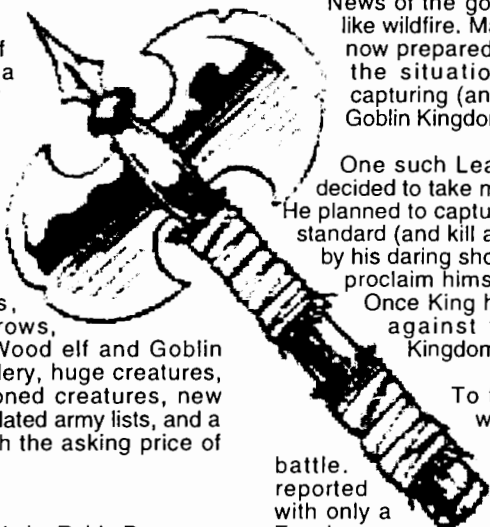 f
a
s,
rows,
Wood elf and Goblin
lery, huge creatures,
oned creatures, new
lated army lists, and a
h the asking price of
News of the go
like wildfire. Ma
now prepared
the situatio
capturing (an
Goblin Kingdo
One such Lea
decided to take m
He planned to captu
standard (and kill a
by his daring sho
proclaim hims
Once King h
against
Kingdom
To
w
battle.
reported
with only a